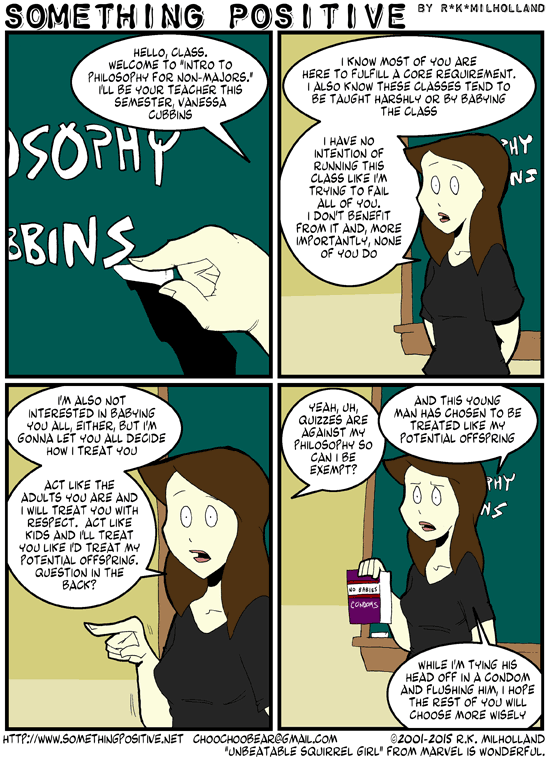 SOMETHING POSITIVE BY R*K*MILHOLLAND
HELLO, CLASS.
WELCOME TO "INTRO TO
PHILOSOPHY FOR NON-MAJORS."
I'LL BE YOUR TEACHER THIS
SEMESTER, VANESSA
CUBBINS
OSOPHY
BBINS
I KNOW MOST OF YOU ARE
HERE TO FULFILL A CORE REQUIREMENT.
I ALSO KNOW THESE CLASSES TEND TO
BE TAUGHT HARSHLY OR BY BABYING
THE CLASS
I HAVE NO
INTENTION OF
RUNNING THIS
CLASS LIKE I'M
TRYING TO FAIL
ALL OF YOU.
I DON'T BENEFIT
FROM IT AND, MORE
IMPORTANTLY, NONE
OF YOU DO
PHY
NS
I'M ALSO NOT
INTERESTED IN BABYING
YOU ALL, EITHER, BUT I'M
GONNA LET YOU ALL DECIDE
HOW I TREAT YOU
ACT LIKE THE
ADULTS YOU ARE AND
I WILL TREAT YOU WITH
RESPECT. ACT LIKE
KIDS AND I'LL TREAT
YOU LIKE I'D TREAT MY
POTENTIAL OFFSPRING.
QUESTION IN THE
BACK?
YEAH, UH,
QUIZZES ARE
AGAINST MY
PHILOSOPHY SO
CAN I BE
EXEMPT?
AND THIS YOUNG
MAN HAS CHOSEN TO BE
TREATED LIKE MY
POTENTIAL OFFSPRING
PHY
NS
NO BABIES
CONDOMS
WHILE I'M TYING HIS
HEAD OFF IN A CONDOM
AND FLUSHING HIM, I HOPE
THE REST OF YOU WILL
CHOOSE MORE WISELY
HTTP://WWW.SOMETHINGPOSITIVE.NET CHOOCHOOBEAR@GMAIL.COM ©2001-2015 R.K. MILHOLLAND
"UNBEATABLE SQUIRREL GIRL" FROM MARVEL IS WONDERFUL.